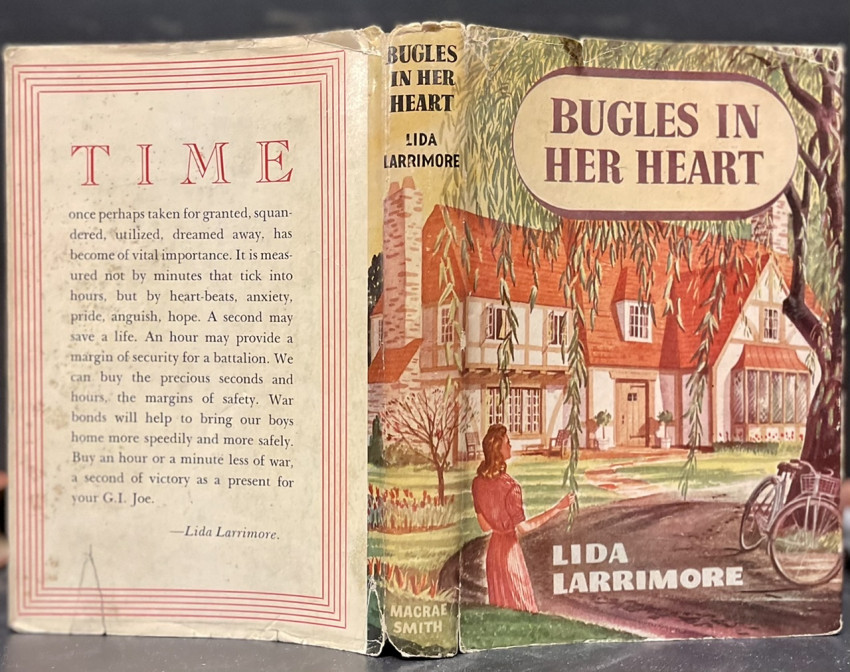 TIME
once perhaps taken for granted, squan-
dered, utilized, dreamed away, has
become of vital importance. It is meas-
ured not by minutes that tick into
hours, but by heart-beats, anxiety,
pride, anguish, hope. A second may
save a life. An hour may provide a
margin of security for a battalion. We
can buy the precious seconds and
hours, the margins of safety. War
bonds will help to bring our boys
home more speedily and more safely.
Buy an hour or a minute less of war,
a second of victory as a present for
your G.I. Joe.
—Lida Larrimore.
BUGLES
IN HER
HEART
LIDA
LARRIMORE
MACRAE
SMITH
BUGLES IN
HER HEART
LIDA
LARRIMORE